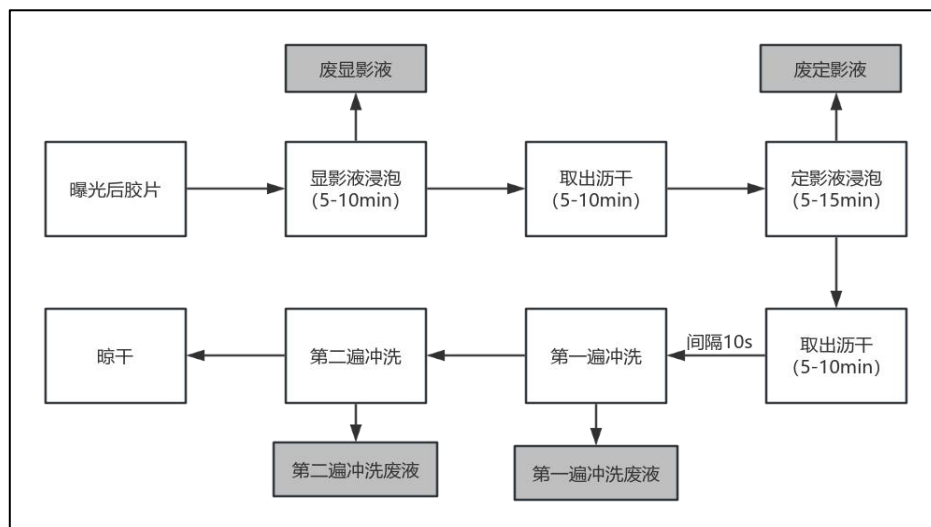 废显影液
废定影液
曝光后胶片
显影液浸泡
(5-10min)
取出沥干
(5-10min)
定影液浸泡
(5-15min)
晾干
第二遍冲洗
第一遍冲洗
间隔10s
取出沥干
(5-10min)
第二遍冲洗废液
第一遍冲洗废液